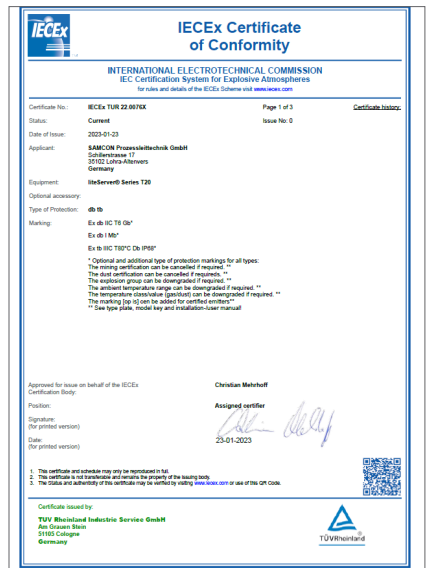 IECEx
IECEx Certificate
of Conformity
INTERNATIONAL ELECTROTECHNICAL COMMISSION
IEC Certification System for Explosive Atmospheres
for rules and details of the IECEx Scheme visit www.iecex.com
Certificate No.: IECEx TUR 22.0076X Page 1 of 3 Certificate history:
Status: Current Issue No: 0
Date of Issue: 2023-01-23
Applicant: SAMCON Prozessleittechnik GmbH
Schillerstrasse 17
35102 Lohra-Altenvers
Germany
Equipment: liteServer® Series T20
Optional accessory:
Type of Protection: db tb
Marking: Ex db IIC T6 Gb*
Ex db I Mb*
Ex tb IIIC T80°C Db IP68*
* Optional and additional type of protection markings for all types:
The mining certification can be cancelled if required. **
The dust certification can be cancelled if requireds. **
The explosion group can be downgraded if required. **
The ambient temperature range can be downgraded if required. **
The temperature class/value (gas/dust) can be downgraded if required. **
The marking [op is] can be added for certified emitters**
** See type plate, model key and installation-/user manual!
Approved for issue on behalf of the IECEx Christian Mehrhoff
Certification Body:
Position: Assigned certifier
Signature:
(for printed version)
Date: 23-01-2023
(for printed version)
1. This certificate and schedule may only be reproduced in full.
2. This certificate is not transferable and remains the property of the issuing body.
3. The Status and authenticity of this certificate may be verified by visiting www.iecex.com or use of this QR Code.
Certificate issued by:
TUV Rheinland Industrie Service GmbH
Am Grauen Stein
51105 Cologne
Germany
TÜVRheinland